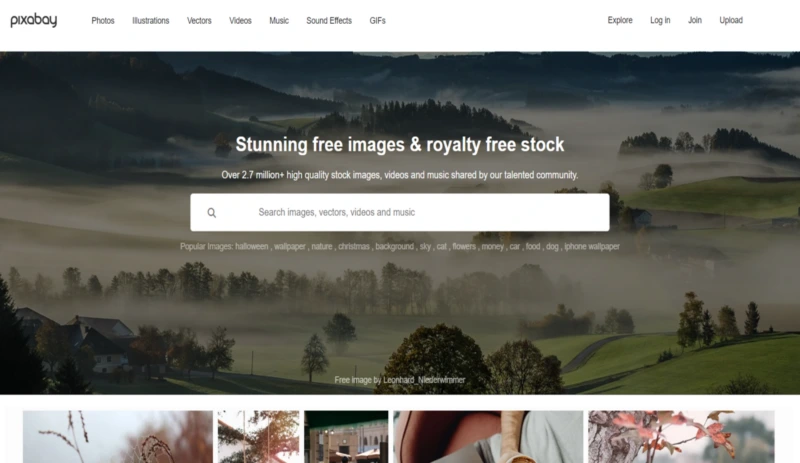 pixabay Photos Illustrations Vectors Videos Music Sound Effects GIFs Explore Log in Join Upload
Stunning free images & royalty free stock
Over 2.7 million+ high quality stock images, videos and music shared by our talented community.
Search images, vectors, videos and music
Popular Images: halloween , wallpaper , nature , christmas , background , sky , cat , flowers , money , car , food , dog , iphone wallpaper
Free image by Leonhard_Niederwimmer